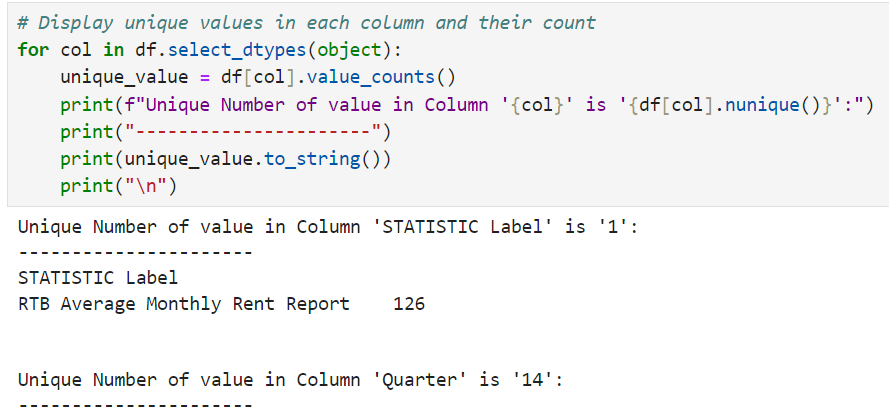 # Display unique values in each column and their count
for col in df.select_dtypes(object):
    unique_value = df[col].value_counts()
    print(f"Unique Number of value in Column '{col}' is '{df[col].nunique()}':")
    print("----------------------")
    print(unique_value.to_string())
    print("\n")
Unique Number of value in Column 'STATISTIC Label' is '1':
----------------------
STATISTIC Label
RTB Average Monthly Rent Report    126
Unique Number of value in Column 'Quarter' is '14':
----------------------